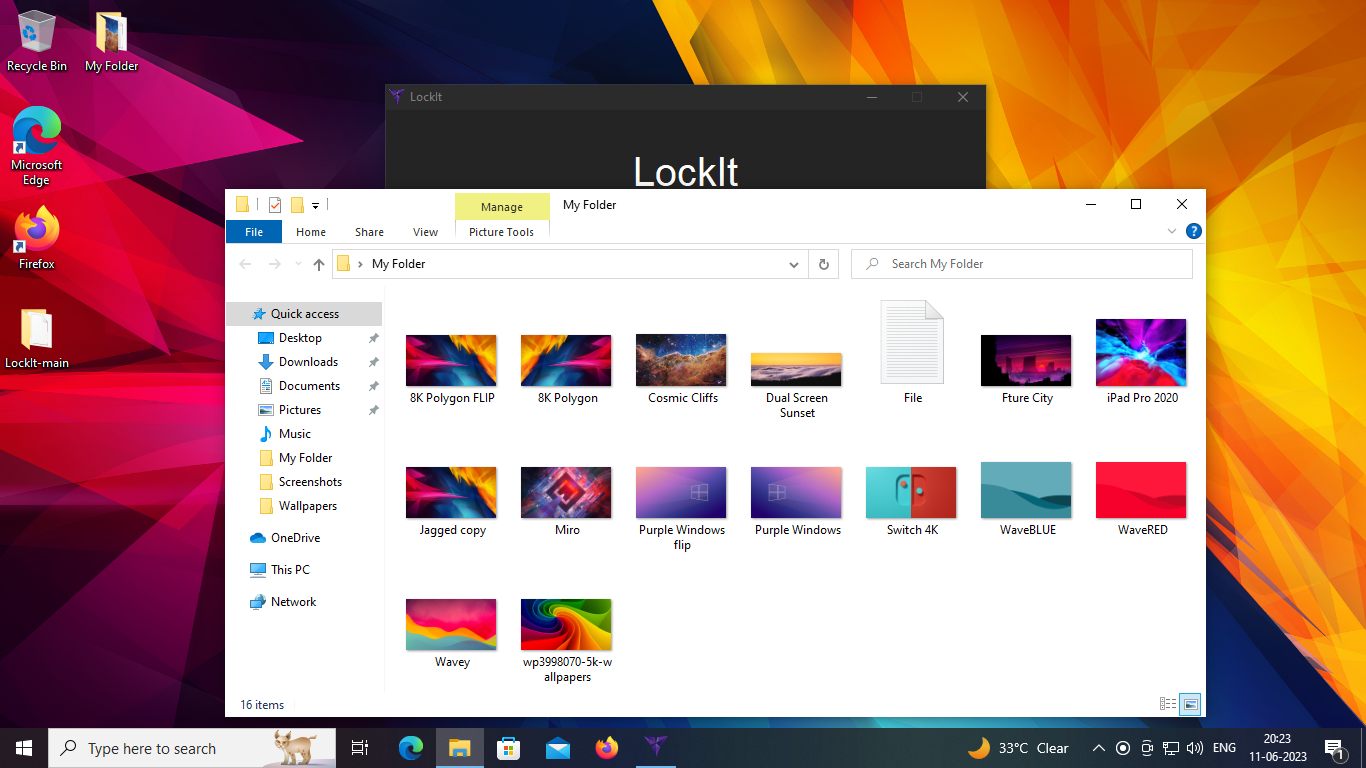 Recycle Bin
My Folder
Microsoft
Edge
Firefox
LockIt-main
LockIt
LockIt
Manage
My Folder
File
Home
Share
View
Picture Tools
My Folder
Search My Folder
Quick access
Desktop
Downloads
Documents
Pictures
Music
My Folder
Screenshots
Wallpapers
OneDrive
This PC
Network
8K Polygon FLIP
8K Polygon
Cosmic Cliffs
Dual Screen
Sunset
File
Fture City
iPad Pro 2020
Jagged copy
Miro
Purple Windows
flip
Purple Windows
Switch 4K
WaveBLUE
WaveRED
Wavey
wp3998070-5k-w
allpapers
16 items
Type here to search
33°C Clear
ENG
20:23
11-06-2023
1